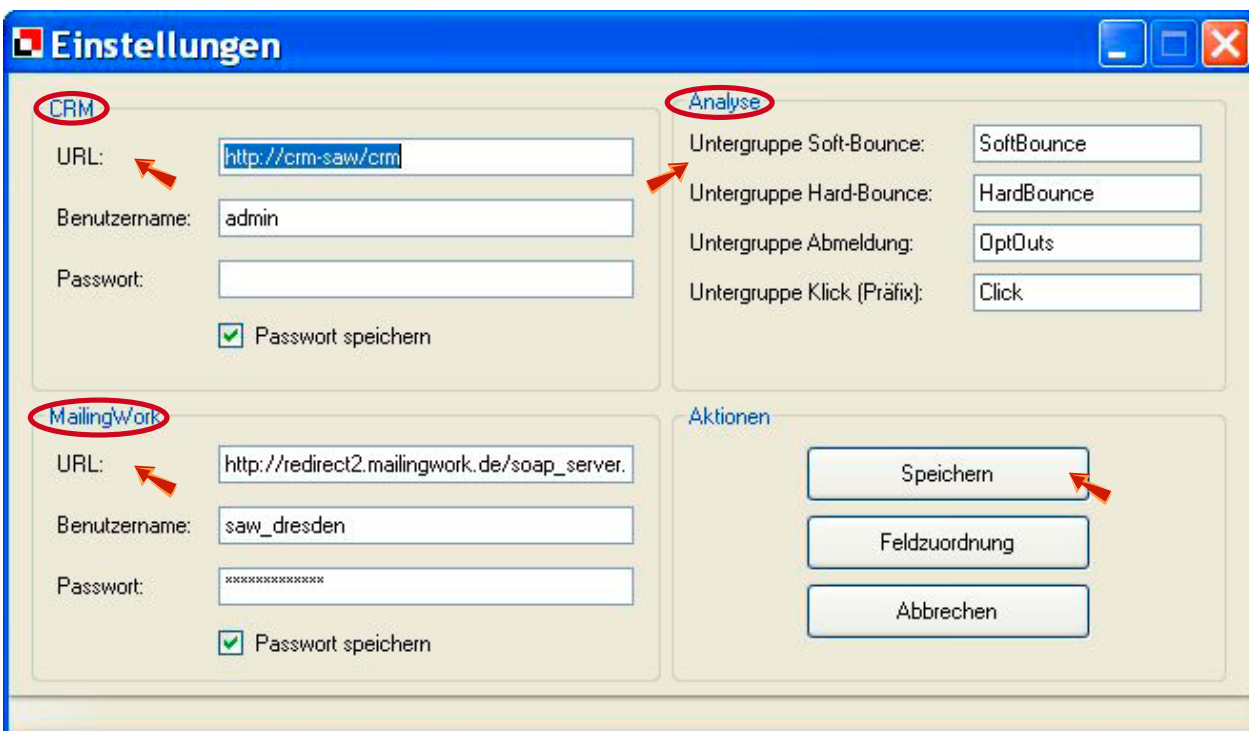 Einstellungen
CRM
URL: http://crm-saw/crm
Benutzername: admin
Passwort:
Passwort speichern
Analyse
Untergruppe Soft-Bounce: SoftBounce
Untergruppe Hard-Bounce: HardBounce
Untergruppe Abmeldung: OptOuts
Untergruppe Klick (Präfix): Click
MailingWork
URL: http://redirect2.mailingwork.de/soap_server.
Benutzername: saw_dresden
Passwort: *************
Passwort speichern
Aktionen
Speichern
Feldzuordnung
Abbrechen